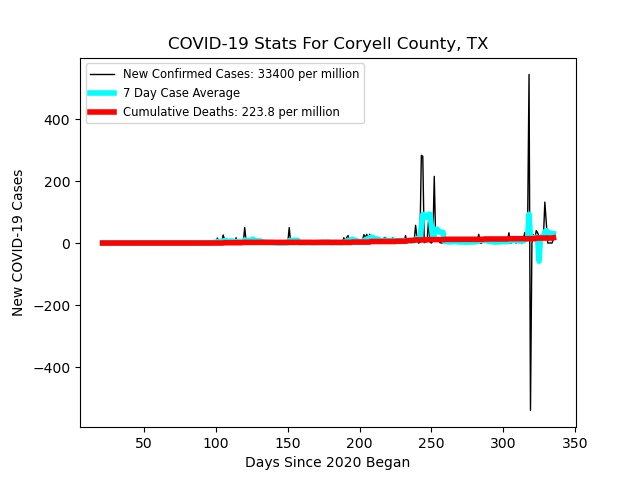 COVID-19 Stats For Coryell County, TX
New Confirmed Cases: 33400 per million
7 Day Case Average
Cumulative Deaths: 223.8 per million
New COVID-19 Cases
400
200
0
−200
−400
50 100 150 200 250 300 350
Days Since 2020 Began